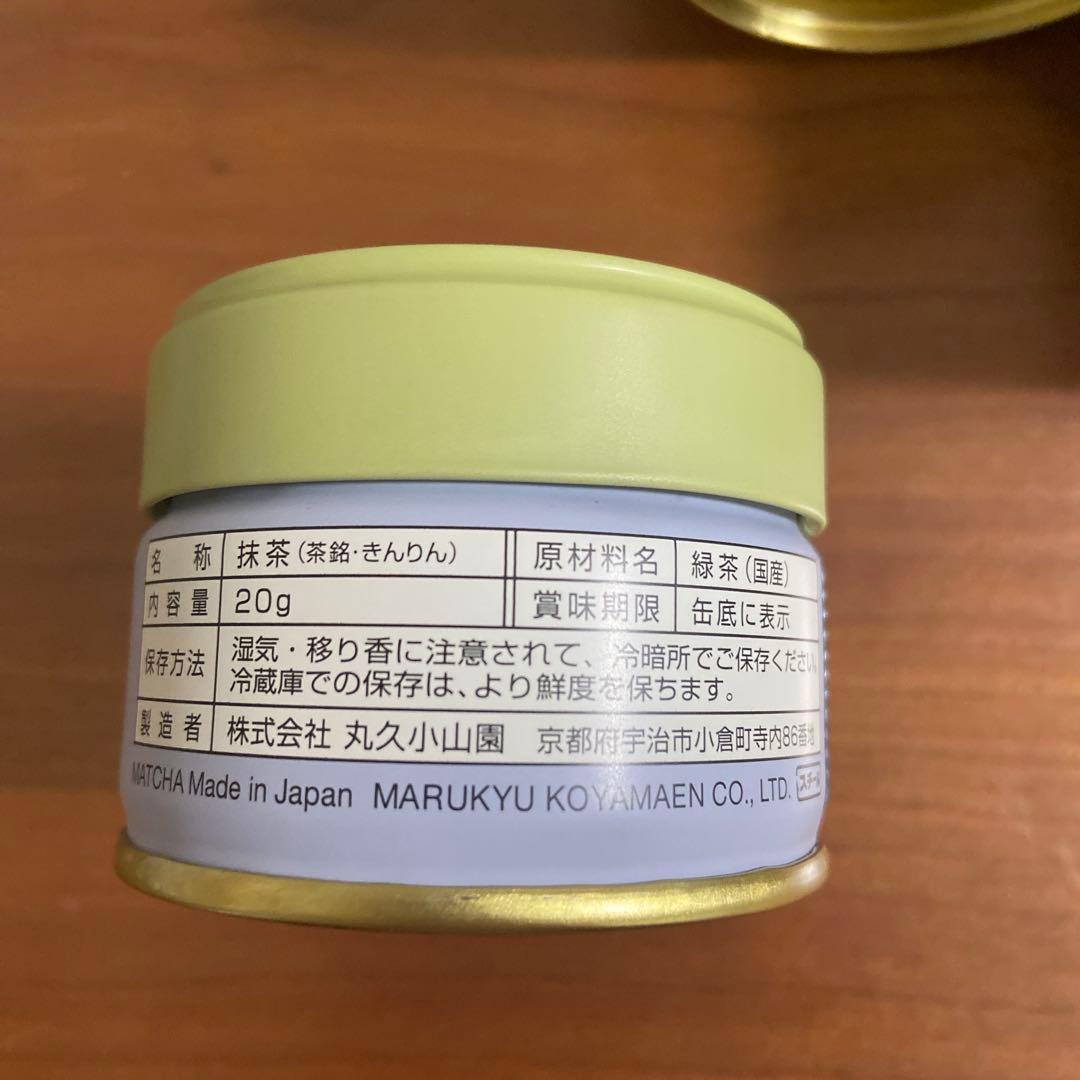 名称 抹茶(茶銘・きんりん) 原材料名 緑茶(国産)
内容量 20g 賞味期限 缶底に表示
保存方法 湿気・移り香に注意されて、冷暗所でご保存ください。
冷蔵庫での保存は、より鮮度を保ちます。
製造者 株式会社 丸久小山園 京都府宇治市小倉町寺内86番地
MATCHA Made in Japan MARUKYU KOYAMAEN CO., LTD. スチール